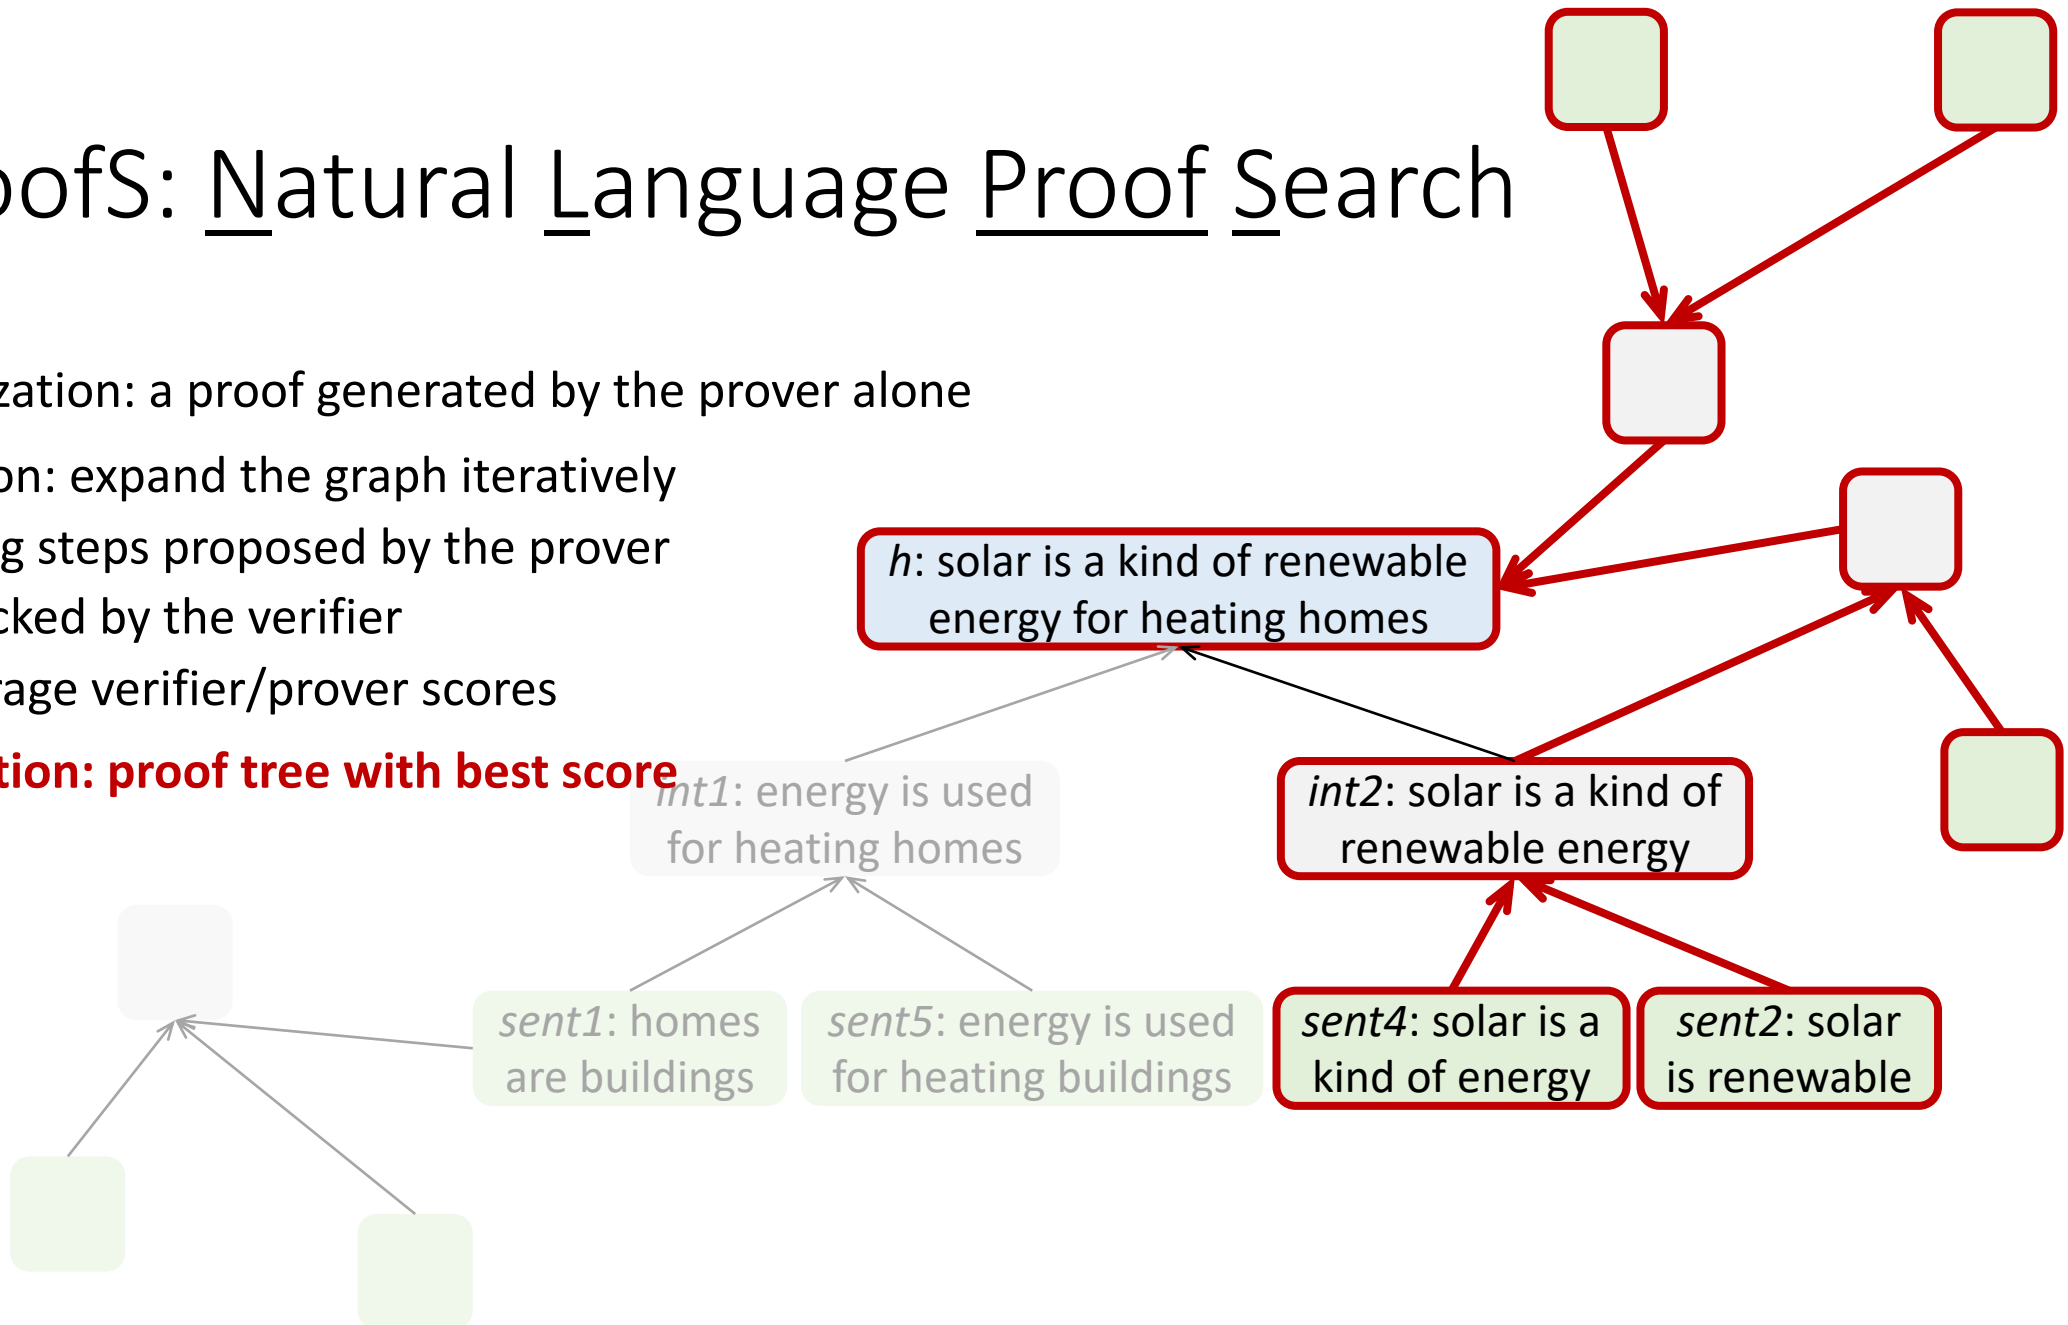 oofS: Natural Language Proof Search
zation: a proof generated by the prover alone
on: expand the graph iteratively
g steps proposed by the prover
cked by the verifier
rage verifier/prover scores
tion: proof tree with best score
h: solar is a kind of renewable
energy for heating homes
int1: energy is used
for heating homes
int2: solar is a kind of
renewable energy
sent1: homes
are buildings
sent5: energy is used
for heating buildings
sent4: solar is a
kind of energy
sent2: solar
is renewable